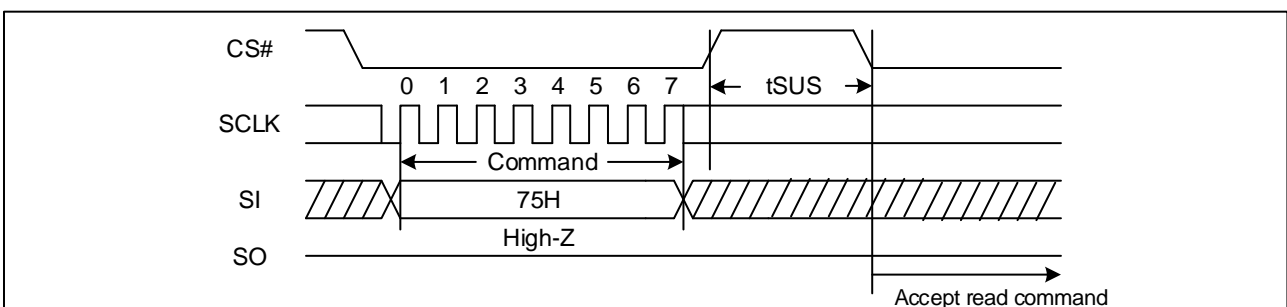 CS#
0 1 2 3 4 5 6 7
tSUS
SCLK
Command
SI
75H
High-Z
SO
Accept read command